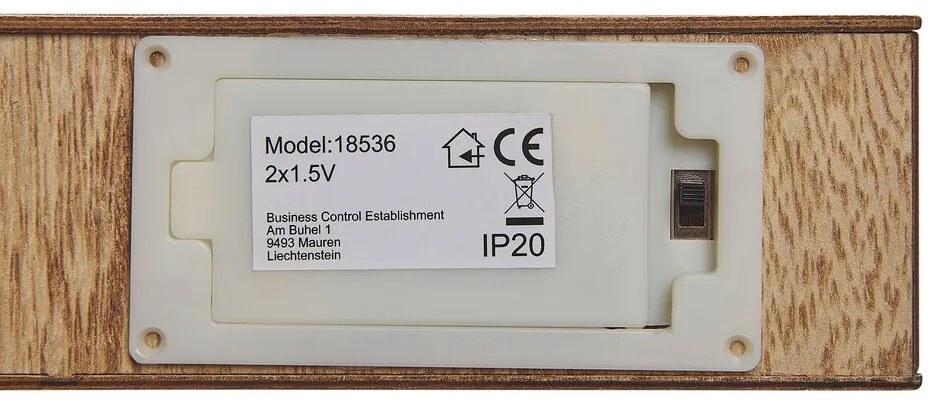 Model:18536
2x1.5V
CE
Business Control Establishment
Am Buhel 1
9493 Mauren
Liechtenstein
IP20